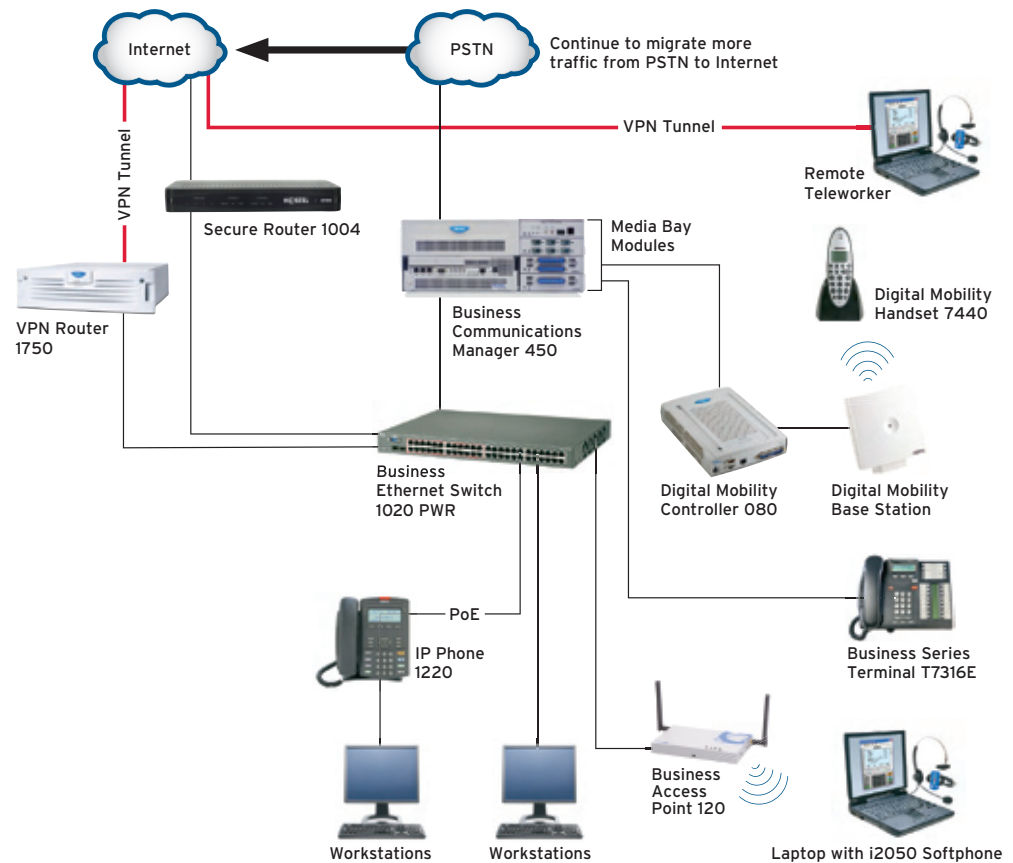 Internet
PSTN
Continue to migrate more
traffic from PSTN to Internet
VPN Tunnel
VPN Tunnel
Remote
Teleworker
Secure Router 1004
Media Bay
Modules
VPN Router
1750
Business
Communications
Manager 450
Digital Mobility
Handset 7440
Business
Ethernet Switch
1020 PWR
Digital Mobility
Controller 080
Digital Mobility
Base Station
PoE
IP Phone
1220
Business Series
Terminal T7316E
Business
Access
Point 120
Workstations
Workstations
Laptop with i2050 Softphone